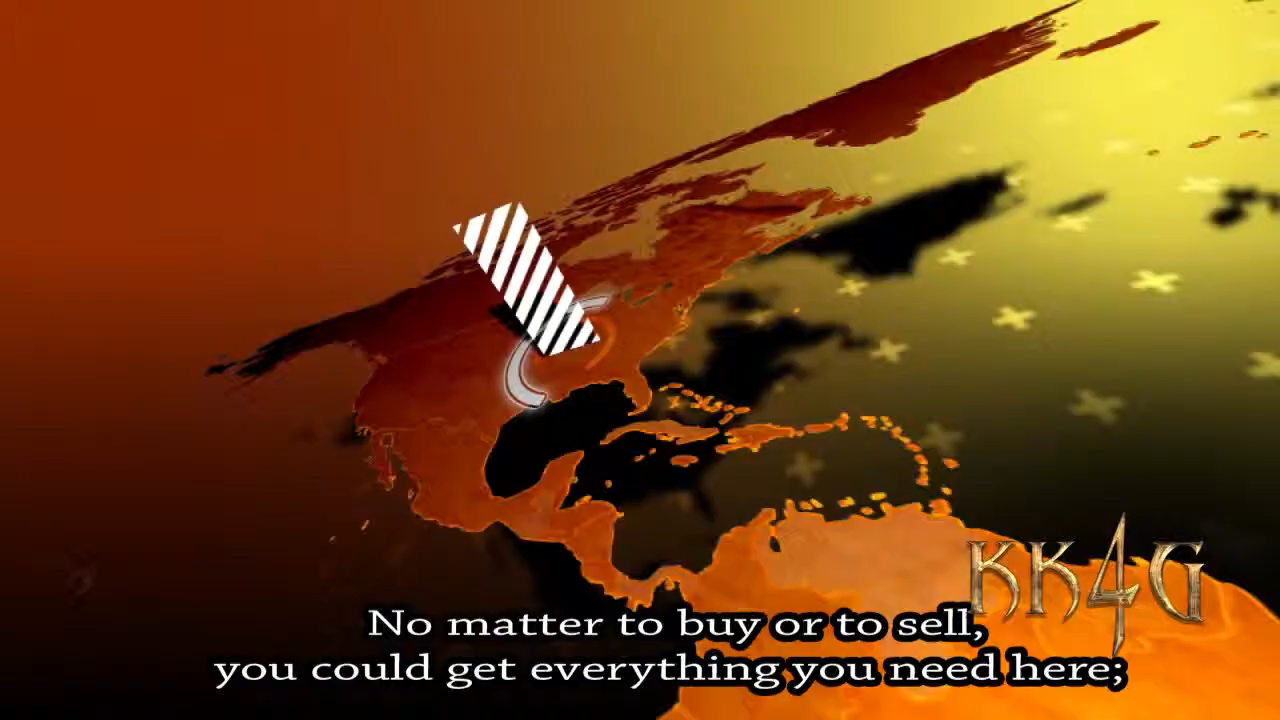 KK4G
No matter to buy or to sell,
you could get everything you need here;